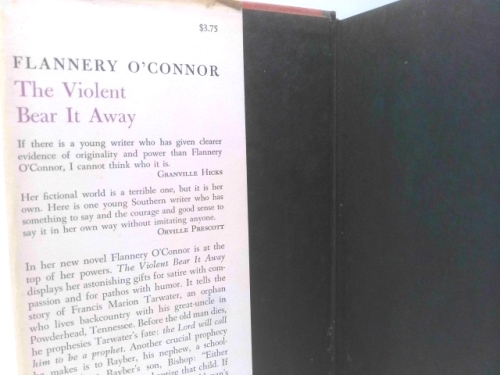 $3.75
FLANNERY O'CONNOR
The Violent
Bear It Away
If there is a young writer who has given clearer
evidence of originality and power than Flannery
O'Connor, I cannot think who it is.
GRANVILLE HICKS
Her fictional world is a terrible one, but it is her
own. Here is one young Southern writer who has
something to say and the courage and good sense to
say it in her own way without imitating anyone.
ORVILLE PRESCOTT
In her new novel Flannery O'Connor is at the
top of her powers. The Violent Bear It Away
displays her astonishing gifts for satire with com-
passion and for pathos with humor. It tells the
story of Francis Marion Tarwater, an orphan
who lives backcountry with his great-uncle in
Powderhead, Tennessee. Before the old man dies,
he prophesies Tarwater's fate: the Lord will call
him to be a prophet. Another crucial prophecy
he makes is to Rayber, his nephew, a school-
Rayber's son, Bishop: "Either
that child. If